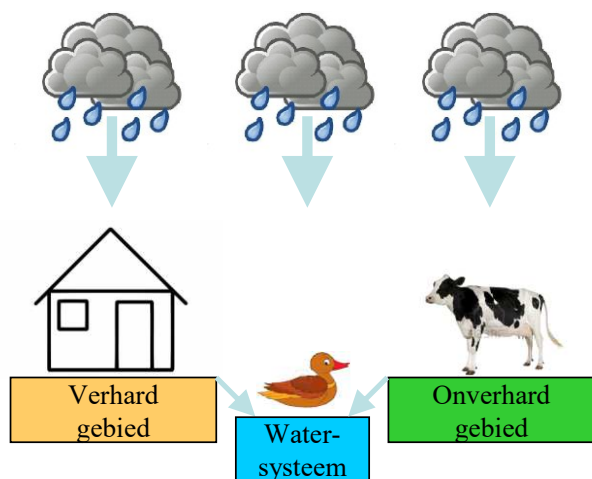 Verhard
gebied
Water-
systeem
Onverhard
gebied